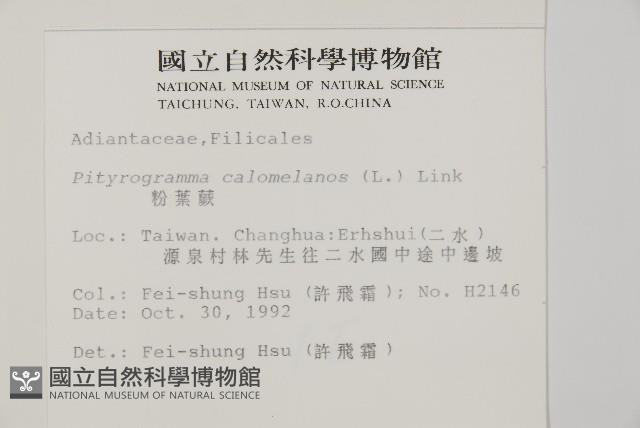 國立自然科學博物館
NATIONAL MUSEUM OF NATURAL SCIENCE
TAICHUNG, TAIWAN, R.O.CHINA
Adiantaceae,Filicales
Pityrogramma calomelanos (L.) Link
粉葉蕨
Loc.: Taiwan. Changhua:Erhshui(二水)
源泉村林先生往二水國中途中邊坡
Col.: Fei-shung Hsu (許飛霜); No. H2146
Date: Oct. 30, 1992
Det.: Fei-shung Hsu (許飛霜)
國立自然科學博物館
NATIONAL MUSEUM OF NATURAL SCIENCE